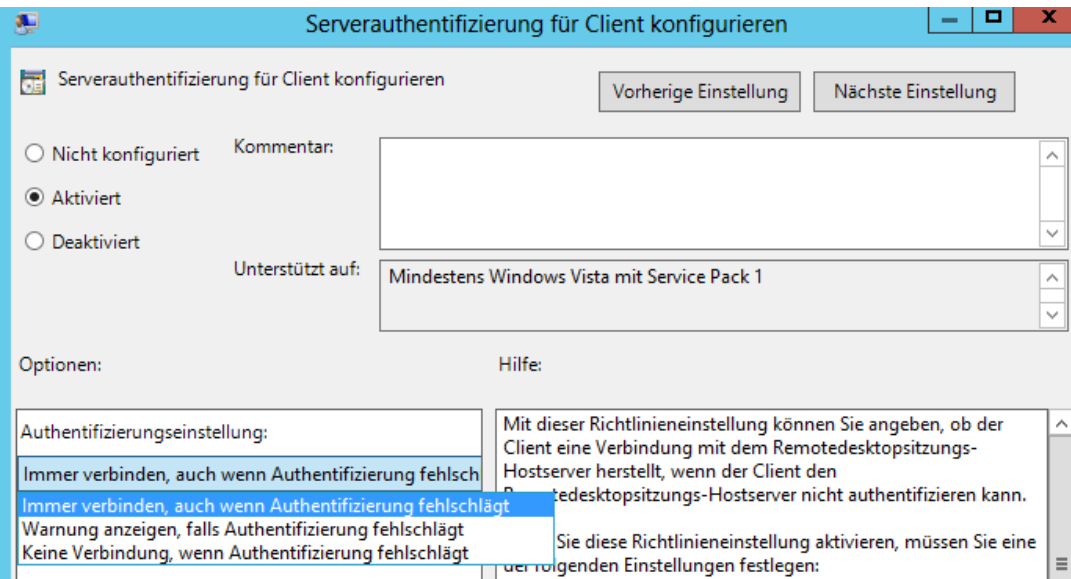 Serverauthentifizierung für Client konfigurieren
Serverauthentifizierung für Client konfigurieren
Vorherige Einstellung
Nächste Einstellung
Nicht konfiguriert
Kommentar:
Aktiviert
Deaktiviert
Unterstützt auf:
Mindestens Windows Vista mit Service Pack 1
Optionen:
Hilfe:
Authentifizierungseinstellung:
Immer verbinden, auch wenn Authentifizierung fehlsch
Immer verbinden, auch wenn Authentifizierung fehlschlägt
Warnung anzeigen, falls Authentifizierung fehlschlägt
Keine Verbindung, wenn Authentifizierung fehlschlägt
Mit dieser Richtlinieneinstellung können Sie angeben, ob der
Client eine Verbindung mit dem Remotedesktopsitzungs-
Hostserver herstellt, wenn der Client den
Remotedesktopsitzungs-Hostserver nicht authentifizieren kann.
Sie diese Richtlinieneinstellung aktivieren, müssen Sie eine
der folgenden Einstellungen festlegen: